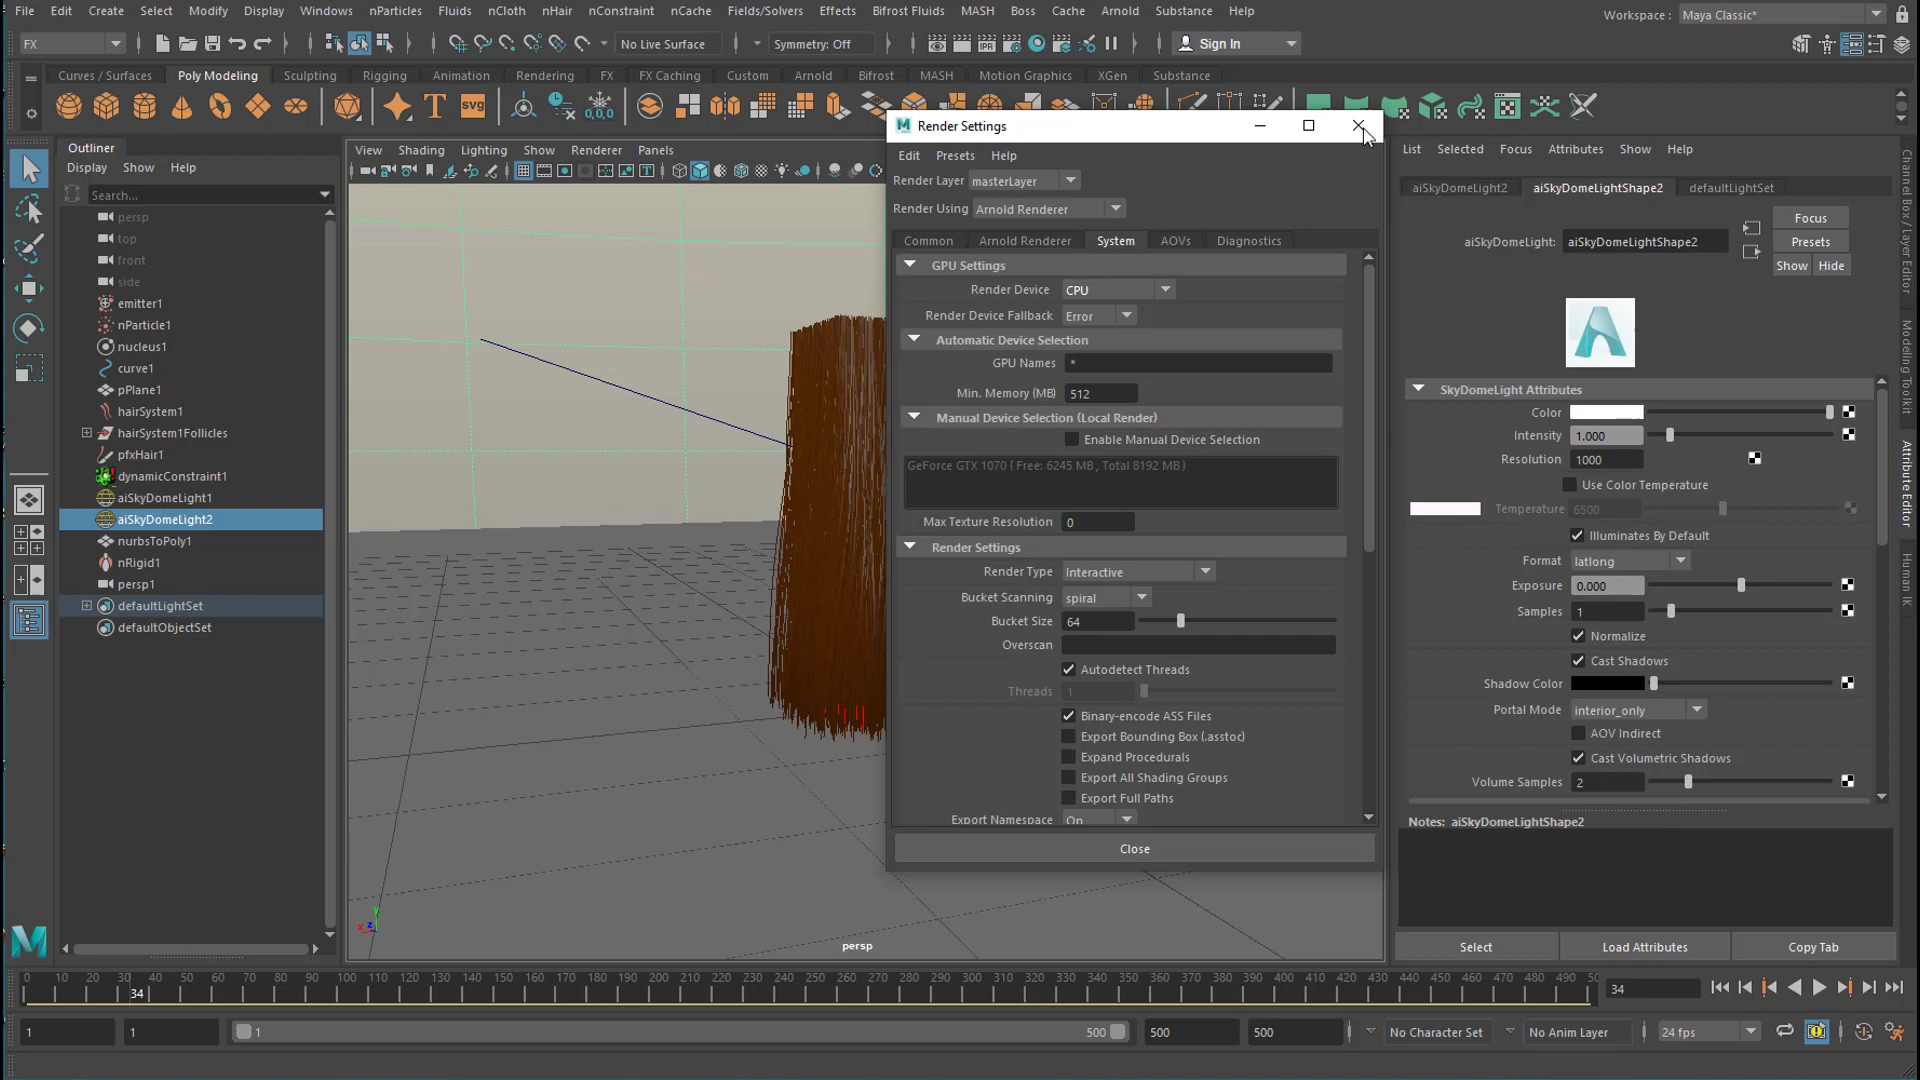 File Edit Create Select Modify Display Windows nParticles Fluids nCloth nHair nConstraint nCache Fields/Solvers Effects Bifrost Fluids MASH Boss Cache Arnold Substance Help
Workspace : Maya Classic*
FX No Live Surface Symmetry: Off IPR Sign In
Curves / Surfaces Poly Modeling Sculpting Rigging Animation Rendering FX FX Caching Custom Arnold Bifrost MASH Motion Graphics XGen Substance
T svg 0,0,0
Outliner
Display Show Help
Search...
persp
top
front
side
emitter1
nParticle1
nucleus1
curve1
pPlane1
hairSystem1
hairSystem1Follicles
pfxHair1
dynamicConstraint1
aiSkyDomeLight1
aiSkyDomeLight2
nurbsToPoly1
nRigid1
persp1
defaultLightSet
defaultObjectSet
View Shading Lighting Show Renderer Panels
persp
Render Settings
Edit Presets Help
Render Layer masterLayer
Render Using Arnold Renderer
Common Arnold Renderer System AOVs Diagnostics
GPU Settings
Render Device CPU
Render Device Fallback Error
Automatic Device Selection
GPU Names *
Min. Memory (MB) 512
Manual Device Selection (Local Render)
Enable Manual Device Selection
GeForce GTX 1070 ( Free: 6245 MB , Total 8192 MB )
Max Texture Resolution 0
Render Settings
Render Type Interactive
Bucket Scanning spiral
Bucket Size 64
Overscan
Autodetect Threads
Threads 1
Binary-encode ASS Files
Export Bounding Box (.asstoc)
Expand Procedurals
Export All Shading Groups
Export Full Paths
Export Namespace On
Close
List Selected Focus Attributes Show Help
aiSkyDomeLight2 aiSkyDomeLightShape2 defaultLightSet
Focus
aiSkyDomeLight: aiSkyDomeLightShape2 Presets
Show Hide
SkyDomeLight Attributes
Color
Intensity 1.000
Resolution 1000
Use Color Temperature
Temperature 6500
Illuminates By Default
Format latlong
Exposure 0.000
Samples 1
Normalize
Cast Shadows
Shadow Color
Portal Mode interior_only
AOV Indirect
Cast Volumetric Shadows
Volume Samples 2
Notes: aiSkyDomeLightShape2
Select Load Attributes Copy Tab
Channel Box / Layer Editor
Modeling Toolkit
Attribute Editor
Human IK
0 10 20 30 40 50 60 70 80 90 100 110 120 130 140 150 160 170 180 190 200 210 220 230 240 250 260 270 280 290 300 310 320 330 340 350 360 370 380 390 400 410 420 430 440 450 460 470 480 490 50
34 34
1 1 1 500 500 500 No Character Set No Anim Layer 24 fps